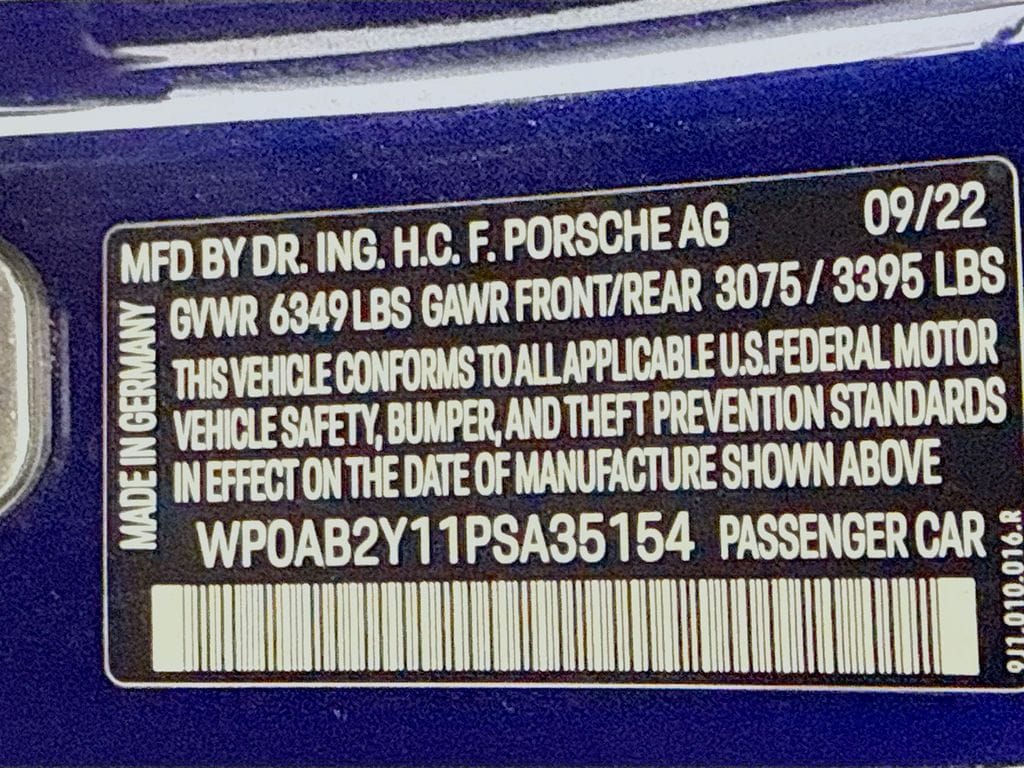 MFD BY DR. ING. H.C. F. PORSCHE AG 09/22
GVWR 6349 LBS GAWR FRONT/REAR 3075 / 3395 LBS
THIS VEHICLE CONFORMS TO ALL APPLICABLE U.S.FEDERAL MOTOR
VEHICLE SAFETY, BUMPER, AND THEFT PREVENTION STANDARDS
IN EFFECT ON THE DATE OF MANUFACTURE SHOWN ABOVE
WP0AB2Y11PSA35154 PASSENGER CAR
MADE IN GERMANY
9J1.010.016.R